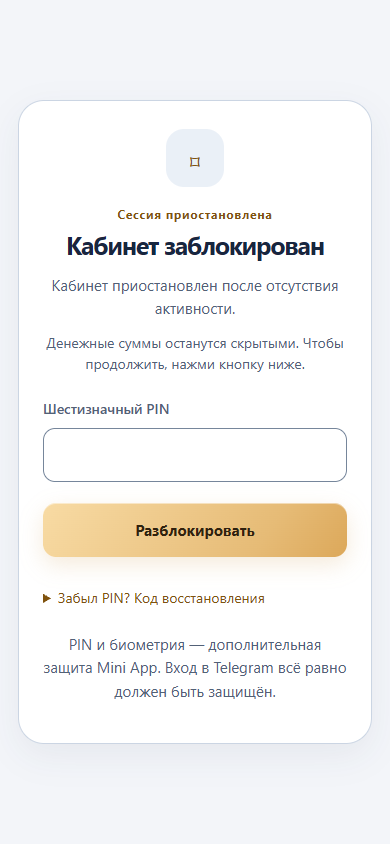 Сессия приостановлена
Кабинет заблокирован
Кабинет приостановлен после отсутствия
активности.
Денежные суммы останутся скрытыми. Чтобы
продолжить, нажми кнопку ниже.
Шестизначный PIN
Разблокировать
▶ Забыл PIN? Код восстановления
PIN и биометрия — дополнительная
защита Mini App. Вход в Telegram всё равно
должен быть защищён.